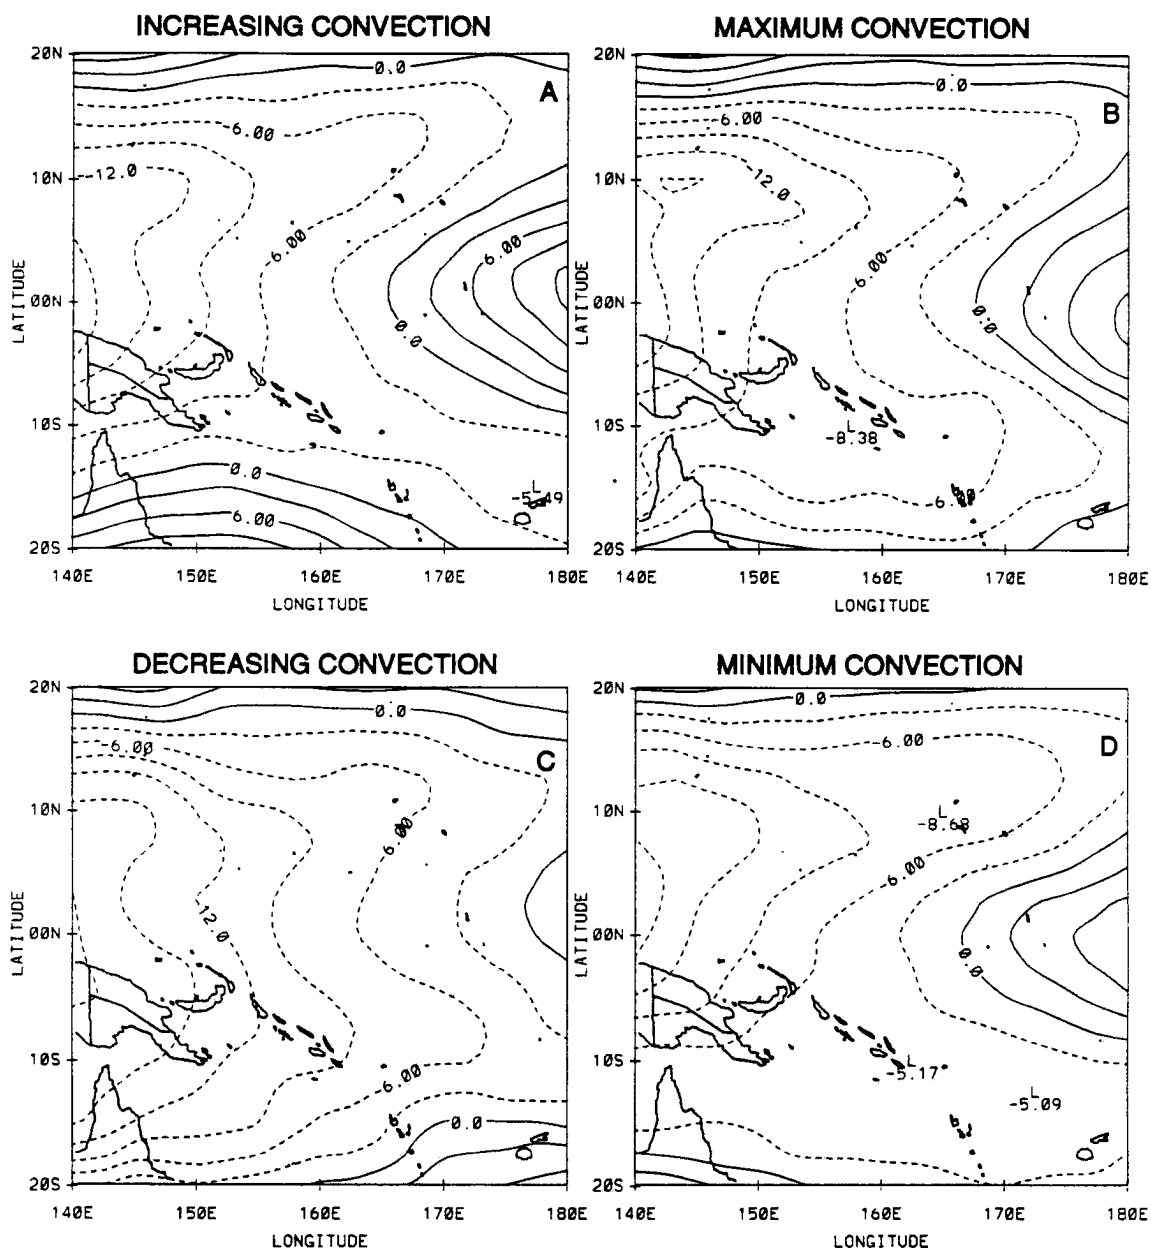 INCREASING CONVECTION
MAXIMUM CONVECTION
20N
0.0
A
-6.00
-12.0
10N
-6.00
6.00
LATITUDE
00N
0.0
10S
0.0
-5.49
L
6.00
20S
140E 150E 160E 170E 180E
LONGITUDE
20N
0.0
B
-6.00
10N
-12.0
-6.00
LATITUDE
00N
0.0
10S
L
-8.38
-6.00
20S
140E 150E 160E 170E 180E
LONGITUDE
DECREASING CONVECTION
MINIMUM CONVECTION
20N
0.0
-6.00
C
10N
-6.00
LATITUDE
-12.0
00N
10S
-6.00
0.0
20S
140E 150E 160E 170E 180E
LONGITUDE
20N
0.0
-6.00
D
10N
L
-8.68
-6.00
LATITUDE
00N
0.0
10S
L
-5.17
L
-5.09
20S
140E 150E 160E 170E 180E
LONGITUDE